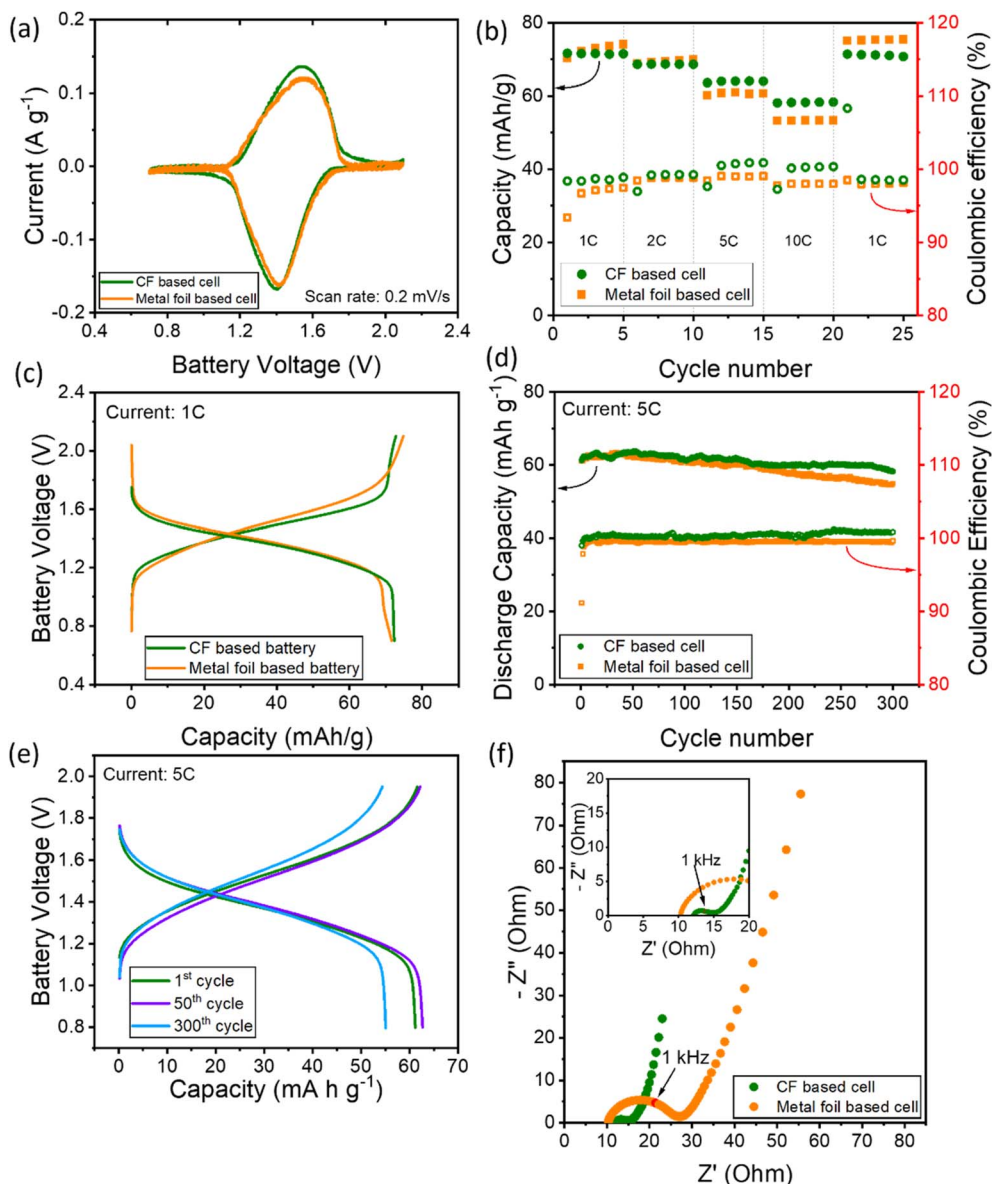 (a)
0.2
0.1
0.0
-0.1
-0.2
Current (A g⁻¹)
CF based cell
Metal foil based cell
Scan rate: 0.2 mV/s
0.4 0.8 1.2 1.6 2.0 2.4
Battery Voltage (V)
(b)
80
60
40
20
0
Capacity (mAh/g)
120
110
100
90
80
Coulombic efficiency (%)
1C 2C 5C 10C 1C
CF based cell
Metal foil based cell
0 5 10 15 20 25
Cycle number
(c)
Current: 1C
2.0
1.6
1.2
0.8
0.4
Battery Voltage (V)
CF based battery
Metal foil based battery
0 20 40 60 80
Capacity (mAh/g)
(d)
Current: 5C
80
60
40
20
0
Discharge Capacity (mAh g⁻¹)
120
110
100
90
80
Coulombic Efficiency (%)
CF based cell
Metal foil based cell
0 50 100 150 200 250 300
Cycle number
(e)
Current: 5C
2.0
1.8
1.6
1.4
1.2
1.0
0.8
Battery Voltage (V)
1st cycle
50th cycle
300th cycle
0 10 20 30 40 50 60 70
Capacity (mA h g⁻¹)
(f)
85
80
70
60
50
40
30
20
10
0
- Z" (Ohm)
20
15
10
5
0
- Z" (Ohm)
1 kHz
0 5 10 15 20
Z' (Ohm)
1 kHz
CF based cell
Metal foil based cell
0 10 20 30 40 50 60 70 80
Z' (Ohm)